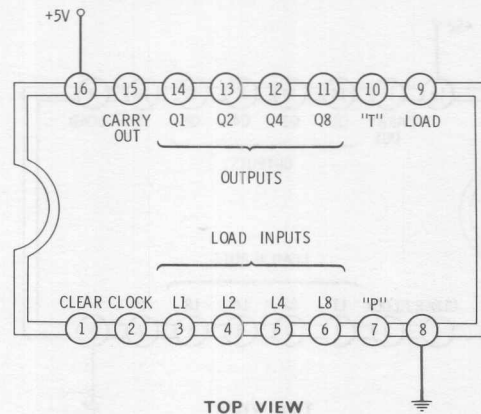 +5V
16 15 14 13 12 11 10 9
CARRY OUT Q1 Q2 Q4 Q8 "T" LOAD
OUTPUTS
LOAD INPUTS
CLEAR CLOCK L1 L2 L4 L8 "P"
1 2 3 4 5 6 7 8
TOP VIEW